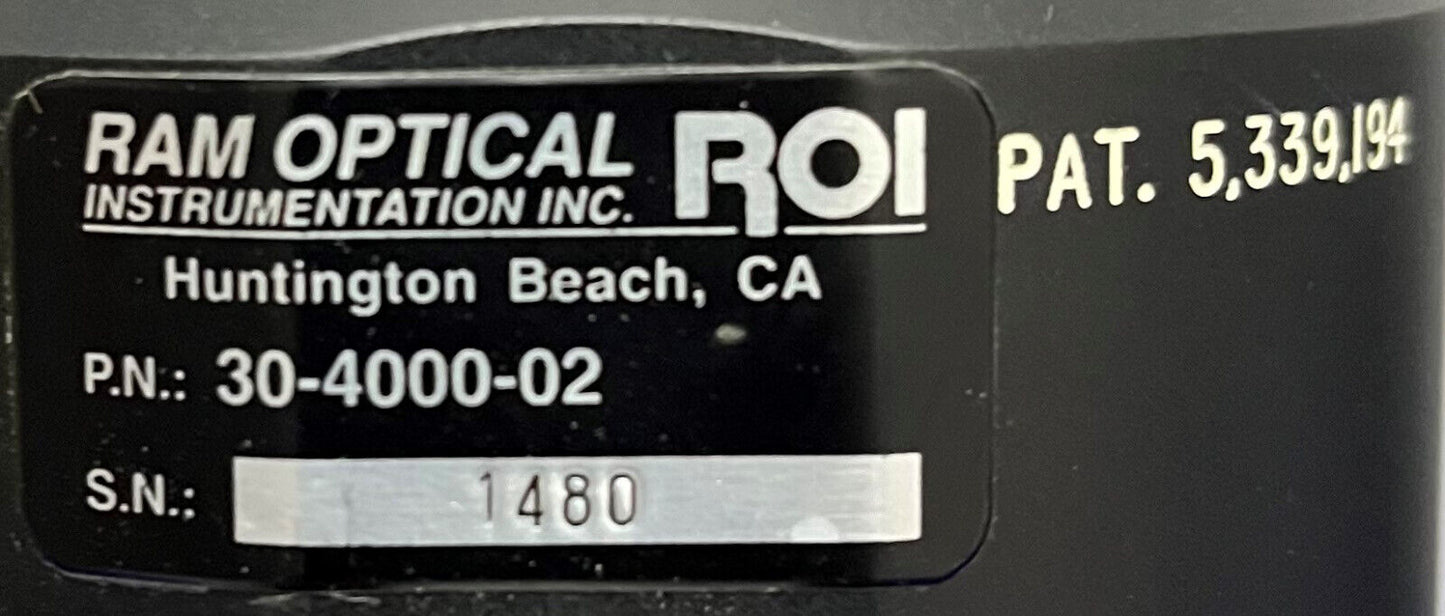 RAM OPTICAL ROI
INSTRUMENTATION INC.
PAT. 5,339,194
Huntington Beach, CA
P.N.: 30-4000-02
S.N.: 1480